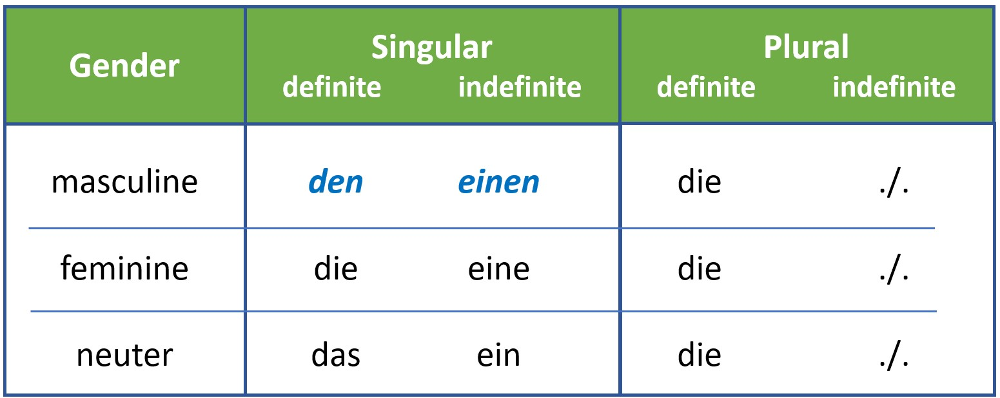 Gender Singular Plural
definite indefinite definite indefinite
masculine den einen die ./.
feminine die eine die ./.
neuter das ein die ./.